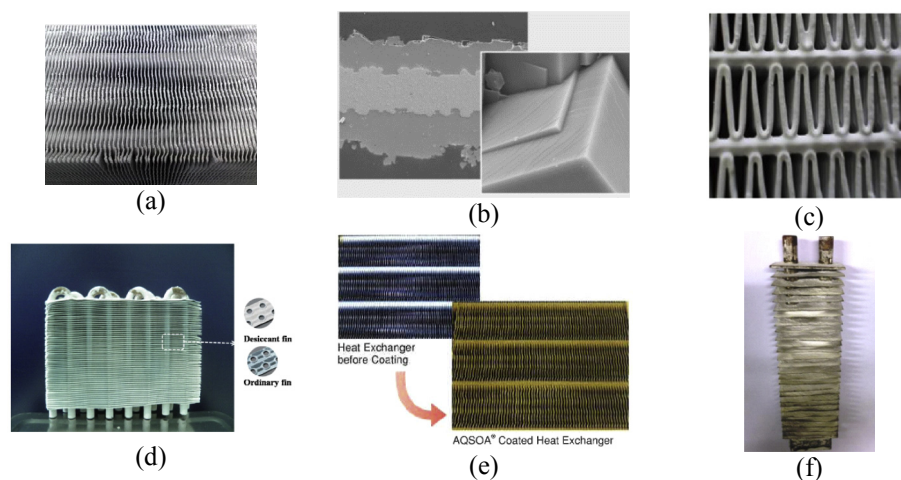 (a)
(b)
(c)
Desiccant fin
Ordinary fin
(d)
Heat Exchanger
before Coating
AQSOA® Coated Heat Exchanger
(e)
(f)